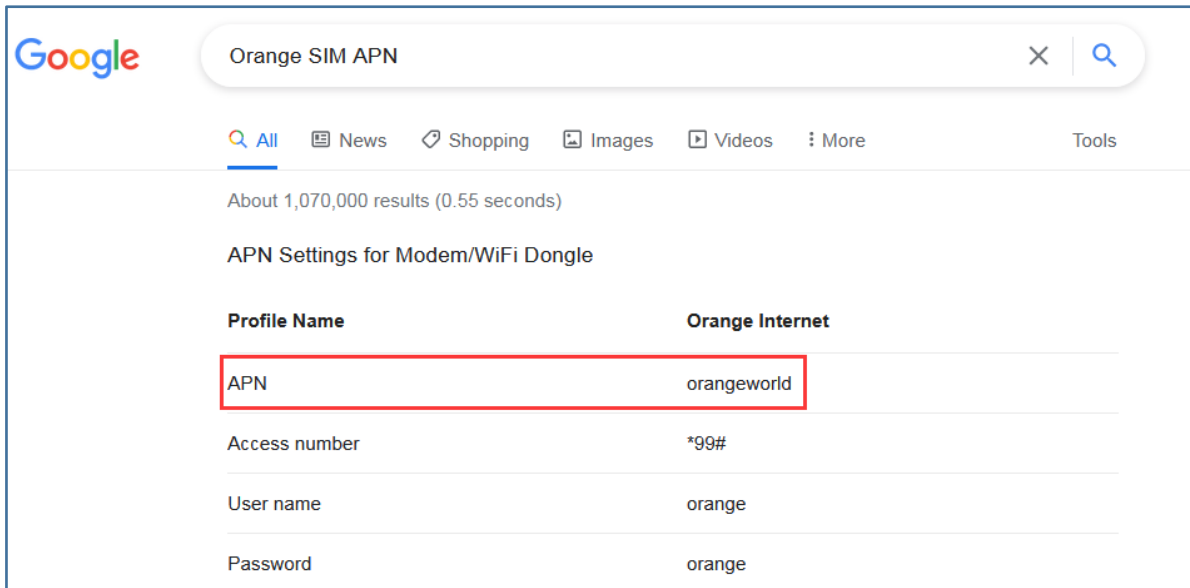 Google
Orange SIM APN
All News Shopping Images Videos More Tools
About 1,070,000 results (0.55 seconds)
APN Settings for Modem/WiFi Dongle
Profile Name Orange Internet
APN orangeworld
Access number *99#
User name orange
Password orange